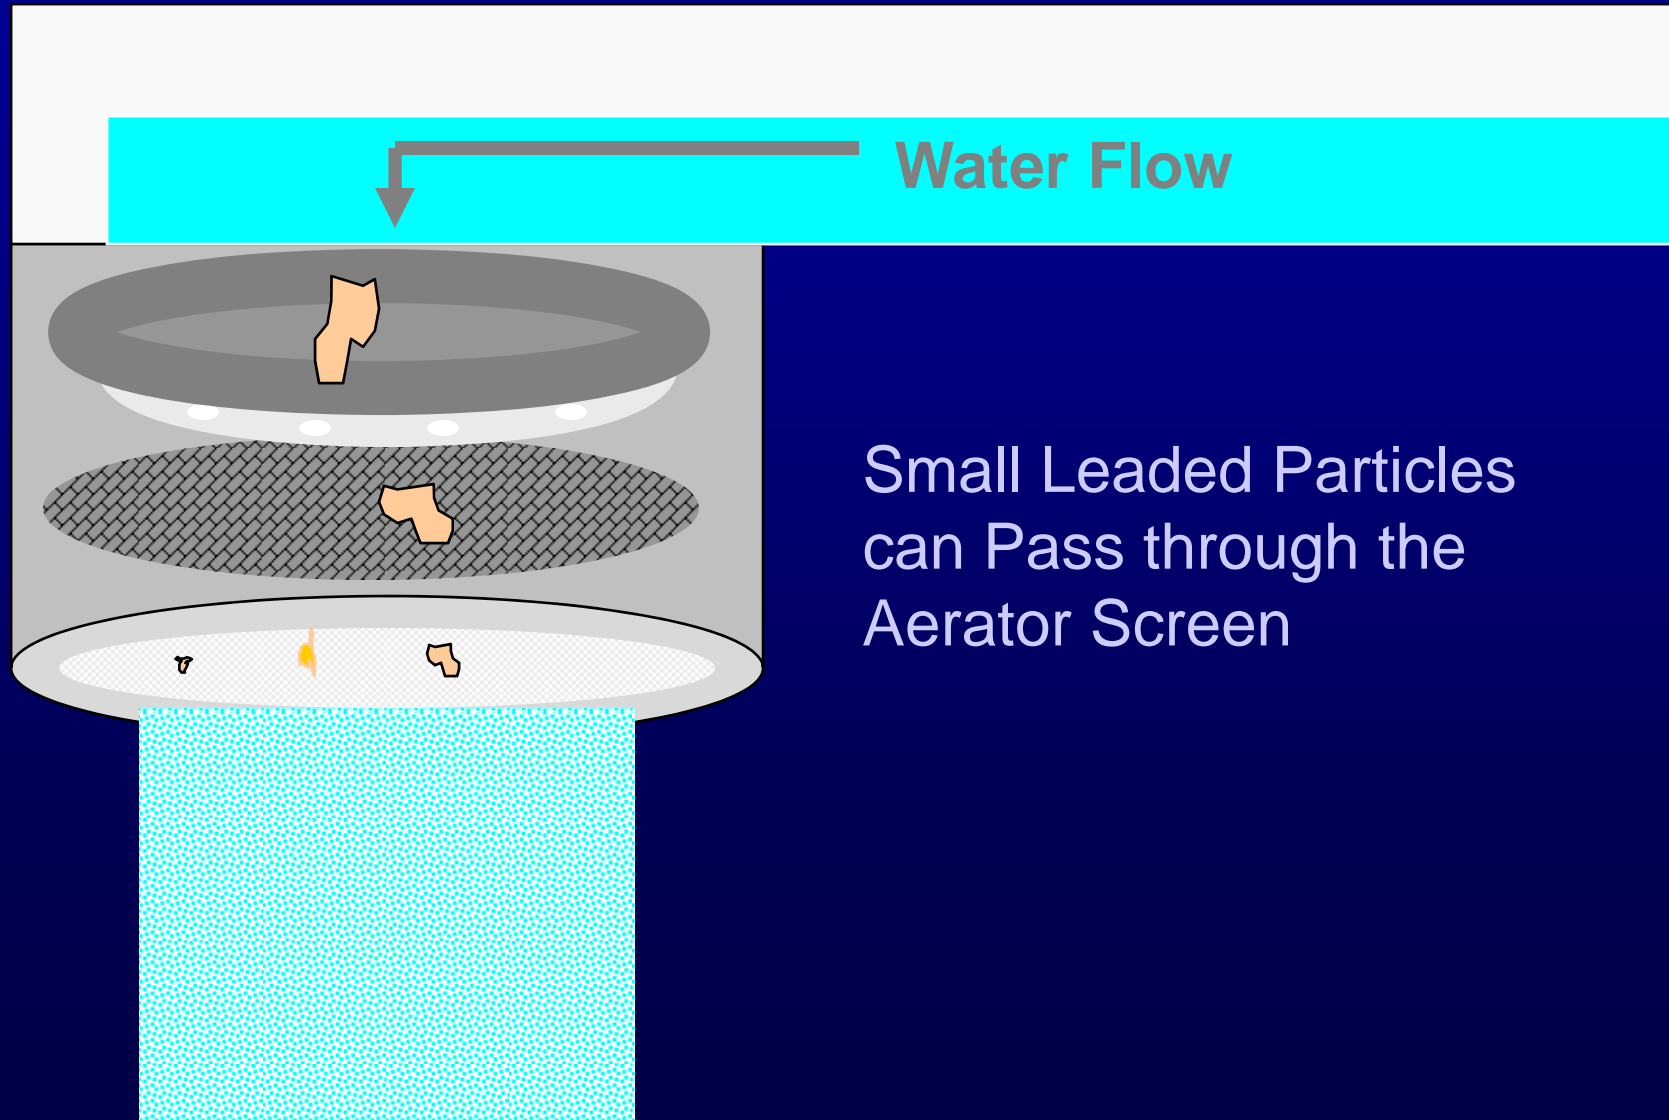 Water Flow
Small Leaded Particles
can Pass through the
Aerator Screen